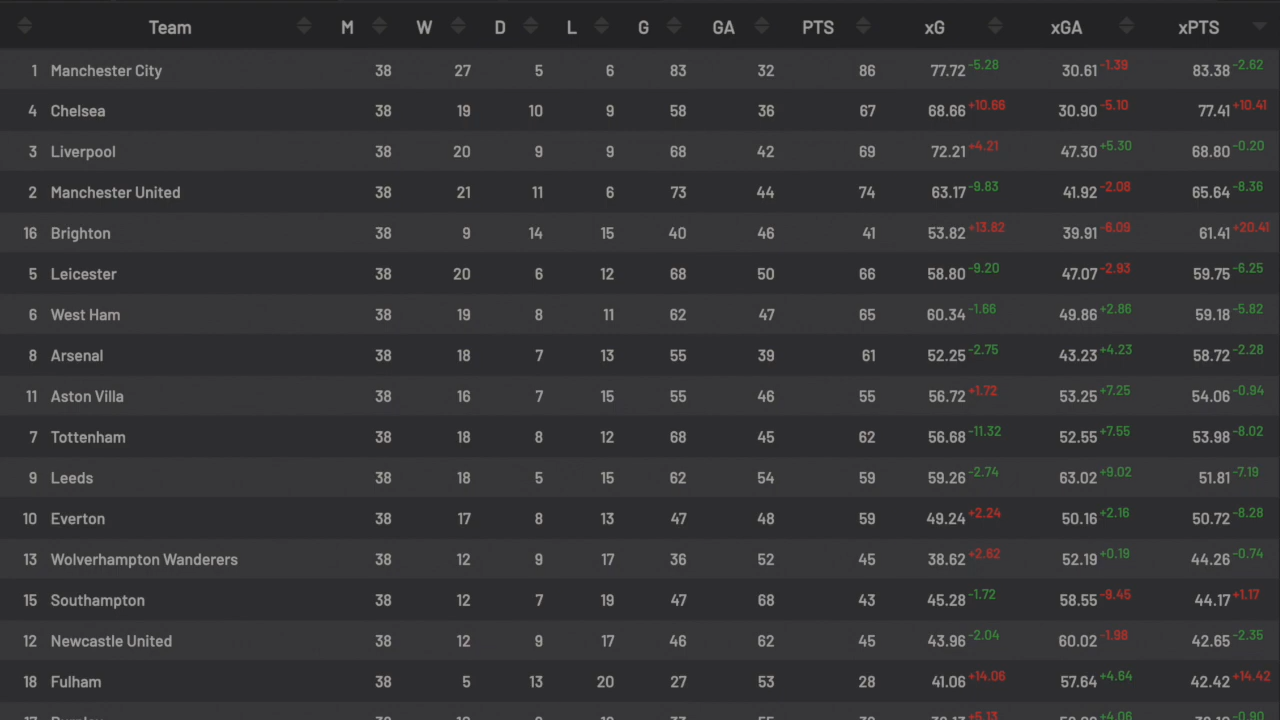 Team M W D L G GA PTS xG xGA xPTS
1 Manchester City 38 27 5 6 83 32 86 77.72 -5.28 30.61 -1.39 83.38 -2.62
4 Chelsea 38 19 10 9 58 36 67 68.66 +10.66 30.90 -5.10 77.41 +10.41
3 Liverpool 38 20 9 9 68 42 69 72.21 +4.21 47.30 +5.30 68.80 -0.20
2 Manchester United 38 21 11 6 73 44 74 63.17 -9.83 41.92 -2.08 65.64 -8.36
16 Brighton 38 9 14 15 40 46 41 53.82 +13.82 39.91 -6.09 61.41 +20.41
5 Leicester 38 20 6 12 68 50 66 58.80 -9.20 47.07 -2.93 59.75 -6.25
6 West Ham 38 19 8 11 62 47 65 60.34 -1.66 49.86 +2.86 59.18 -5.82
8 Arsenal 38 18 7 13 55 39 61 52.25 -2.75 43.23 +4.23 58.72 -2.28
11 Aston Villa 38 16 7 15 55 46 55 56.72 +1.72 53.25 +7.25 54.06 -0.94
7 Tottenham 38 18 8 12 68 45 62 56.68 -11.32 52.55 +7.55 53.98 -8.02
9 Leeds 38 18 5 15 62 54 59 59.26 -2.74 63.02 +9.02 51.81 -7.19
10 Everton 38 17 8 13 47 48 59 49.24 +2.24 50.16 +2.16 50.72 -8.28
13 Wolverhampton Wanderers 38 12 9 17 36 52 45 38.62 +2.62 52.19 +0.19 44.26 -0.74
15 Southampton 38 12 7 19 47 68 43 45.28 -1.72 58.55 -9.45 44.17 +1.17
12 Newcastle United 38 12 9 17 46 62 45 43.96 -2.04 60.02 -1.98 42.65 -2.35
18 Fulham 38 5 13 20 27 53 28 41.06 +14.06 57.64 +4.64 42.42 +14.42